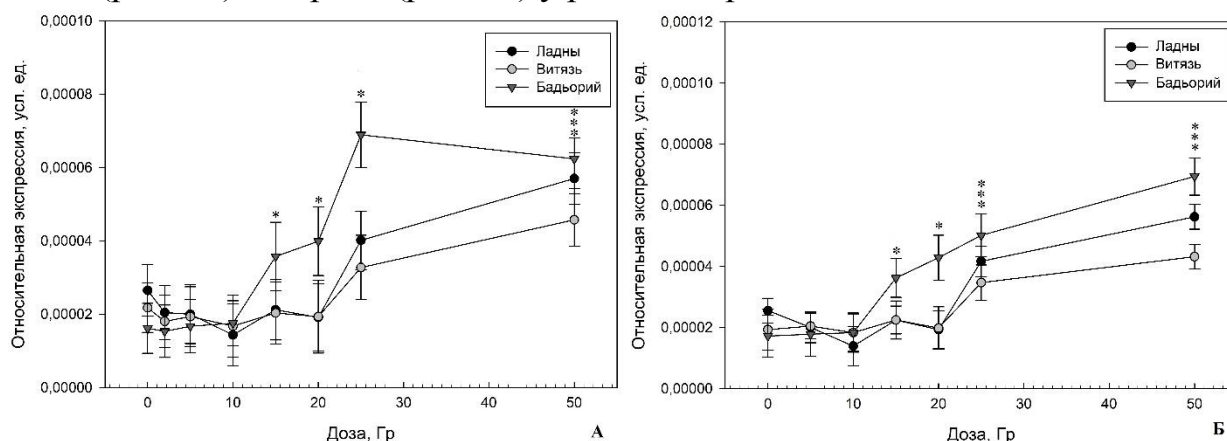 0,00010
0,00008
0,00006
0,00004
0,00002
0,00000
Относительная экспрессия, усл. ед.
Ладны
Витязь
Бадьорий
* * * ***
0 10 20 30 40 50
Доза, Гр
А
0,00012
0,00010
0,00008
0,00006
0,00004
0,00002
0,00000
Относительная экспрессия, усл. ед.
Ладны
Витязь
Бадьорий
* * *** ***
0 10 20 30 40 50
Доза, Гр
Б